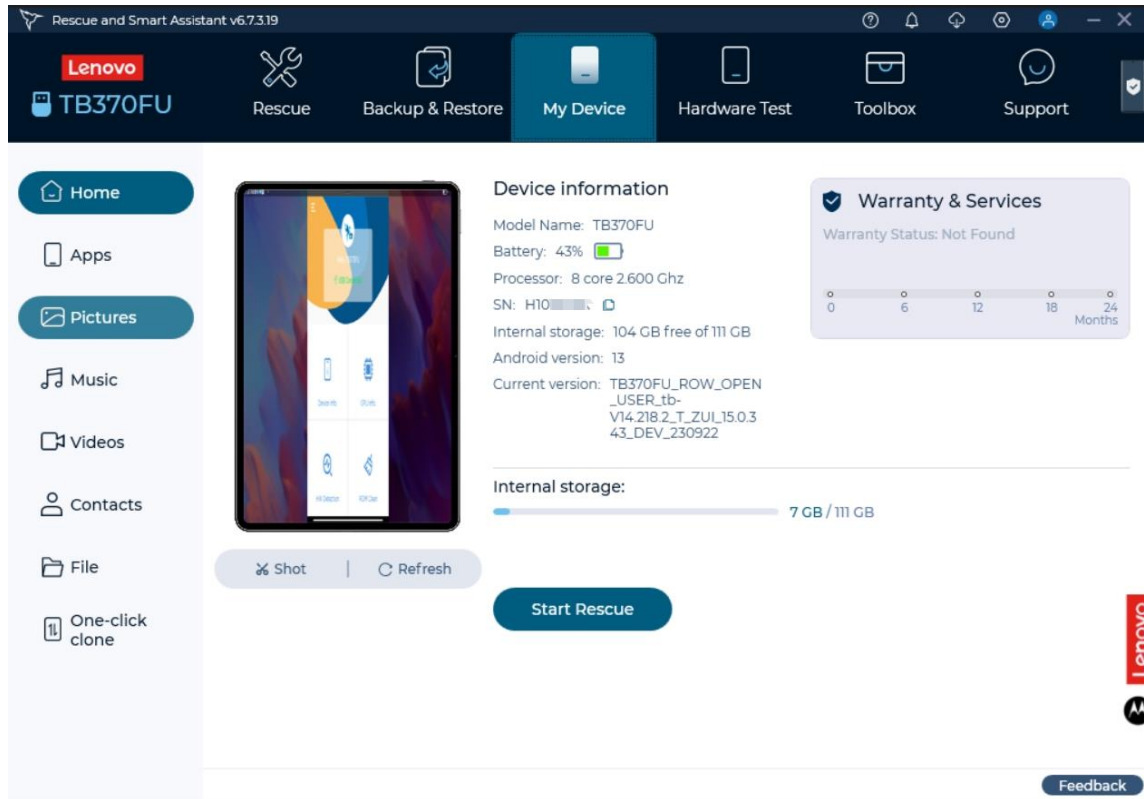 Rescue and Smart Assistant v6.7.3.19
Lenovo
TB370FU
Rescue
Backup & Restore
My Device
Hardware Test
Toolbox
Support
Home
Apps
Pictures
Music
Videos
Contacts
File
One-click
clone
Shot | Refresh
Device information
Model Name: TB370FU
Battery: 43%
Processor: 8 core 2.600 Ghz
SN: H10
Internal storage: 104 GB free of 111 GB
Android version: 13
Current version: TB370FU_ROW_OPEN
_USER_tb-
V14.218.2_T_ZUI_15.0.3
43_DEV_230922
Internal storage:
7 GB / 111 GB
Start Rescue
Warranty & Services
Warranty Status: Not Found
0 6 12 18 24
Months
Lenovo
Feedback